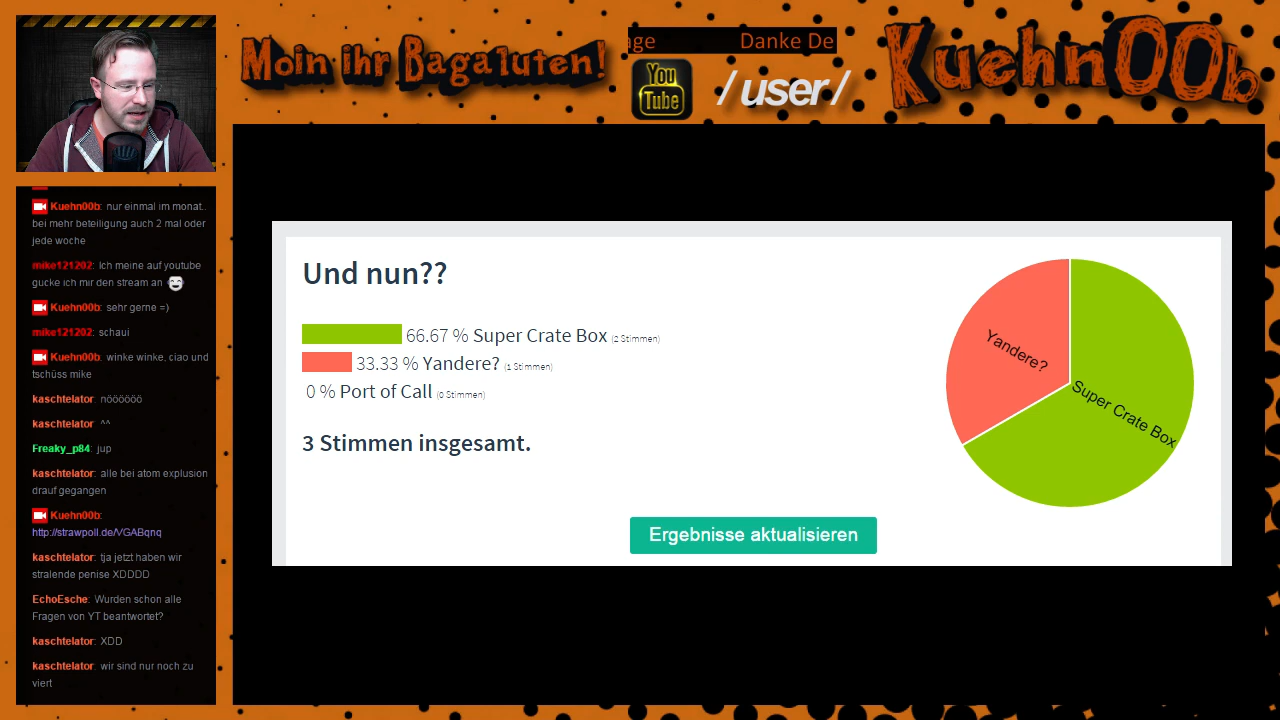 Moin ihr Bagaluten!
age Danke De
You
Tube
/user/
Kuehn00b
Kuehn00b: nur einmal im monat..
bei mehr beteiligung auch 2 mal oder
jede woche
mike121202: Ich meine auf youtube
gucke ich mir den stream an
Kuehn00b: sehr gerne =)
mike121202: schaui
Kuehn00b: winke winke, ciao und
tschüss mike
kaschtelator: nöööööö
kaschtelator: ^^
Freaky_p84: jup
kaschtelator: alle bei atom explusion
drauf gegangen
Kuehn00b:
http://strawpoll.de/VGABqnq
kaschtelator: tja jetzt haben wir
stralende penise XDDDD
EchoEsche: Wurden schon alle
Fragen von YT beantwortet?
kaschtelator: XDD
kaschtelator: wir sind nur noch zu
viert
Und nun??
66.67 % Super Crate Box (2 Stimmen)
33.33 % Yandere? (1 Stimmen)
0 % Port of Call (0 Stimmen)
3 Stimmen insgesamt.
Yandere?
Super Crate Box
Ergebnisse aktualisieren